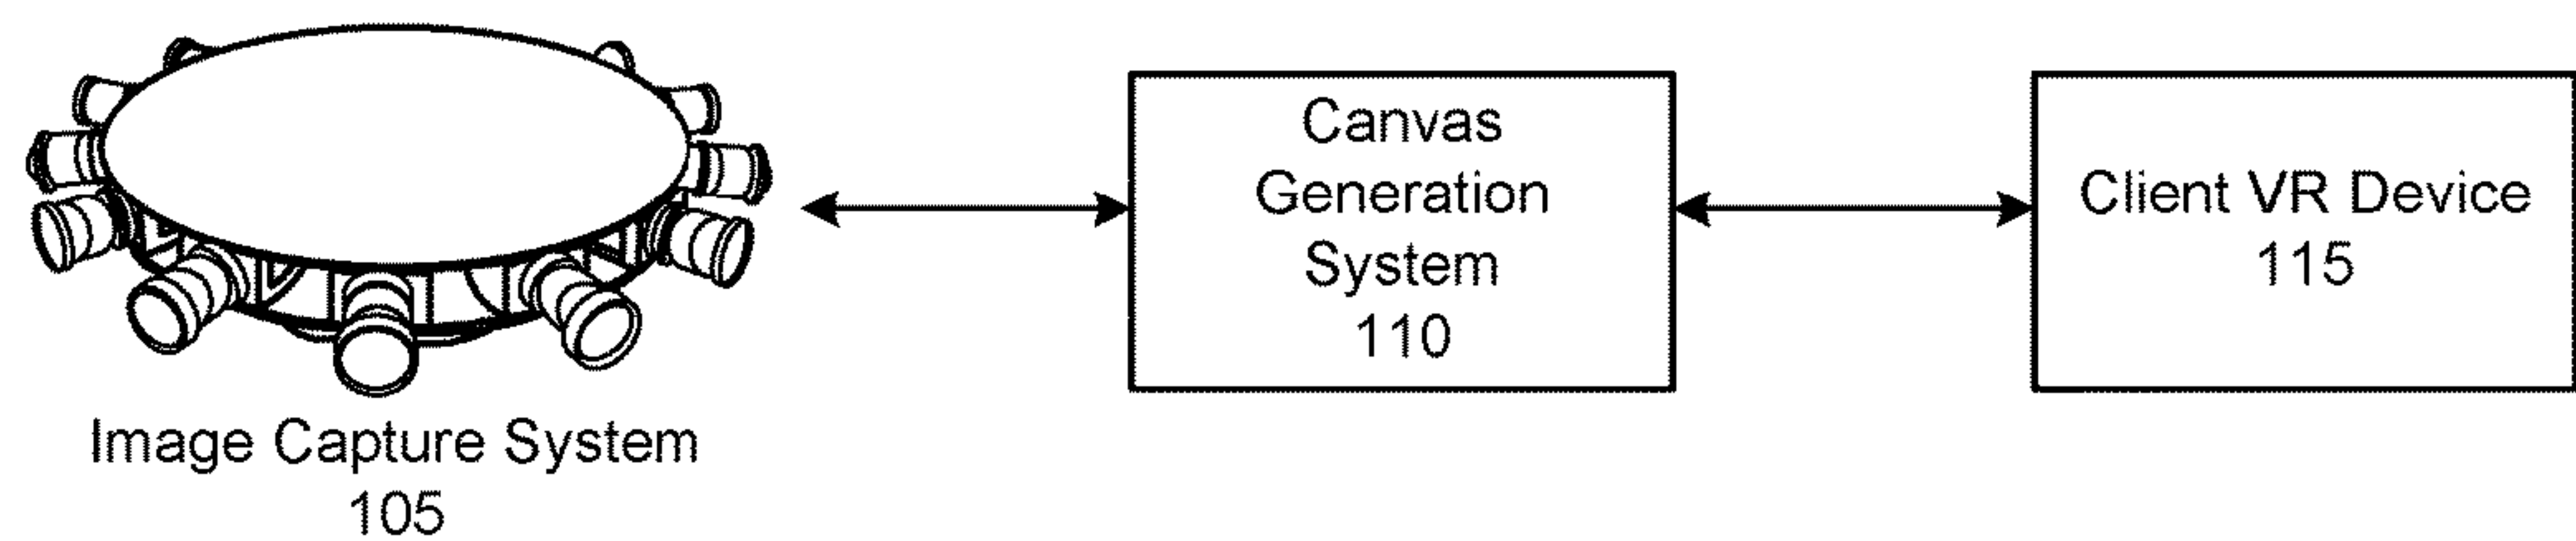 Image Capture System
105
Canvas
Generation
System
110
Client VR Device
115